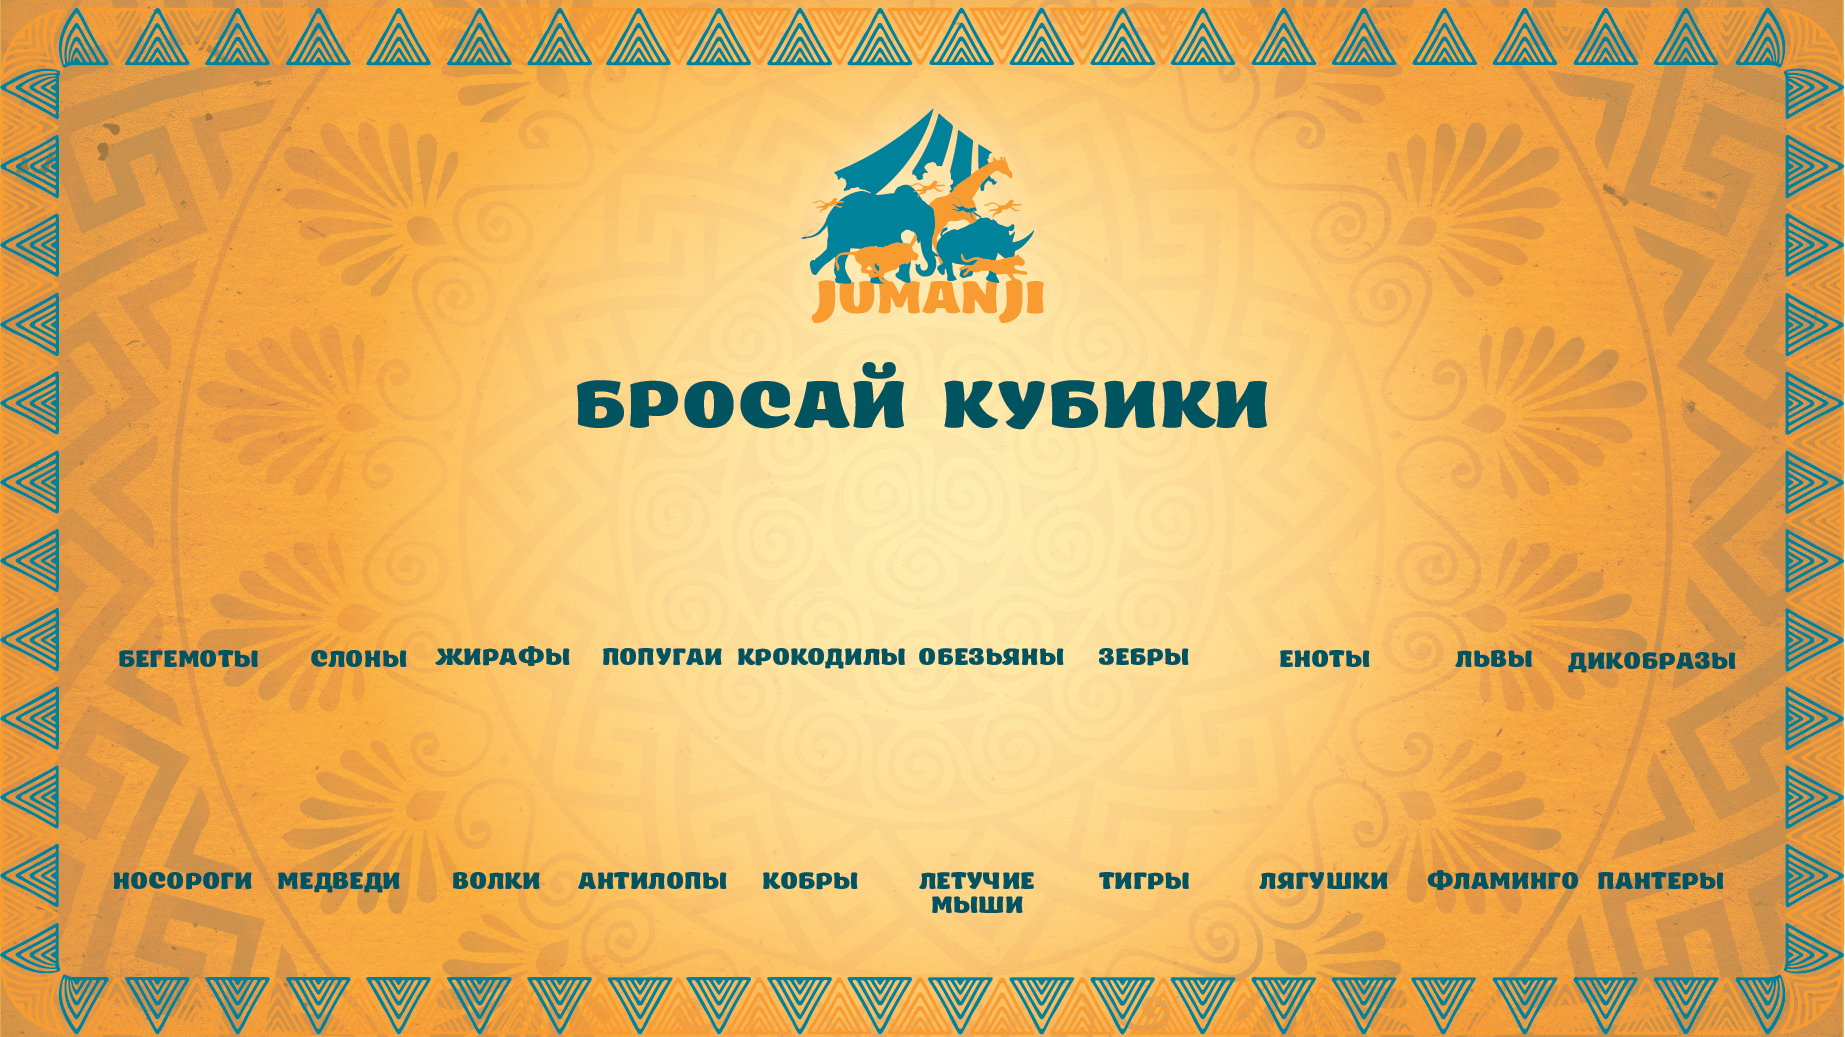 JUMANJI
БРОСАЙ КУБИКИ
БЕГЕМОТЫ СЛОНЫ ЖИРАФЫ ПОПУГАИ КРОКОДИЛЫ ОБЕЗЬЯНЫ ЗЕБРЫ ЕНОТЫ ЛЬВЫ ДИКОБРАЗЫ
НОСОРОГИ МЕДВЕДИ ВОЛКИ АНТИЛОПЫ КОБРЫ ЛЕТУЧИЕ ТИГРЫ ЛЯГУШКИ ФЛАМИНГО ПАНТЕРЫ
МЫШИ